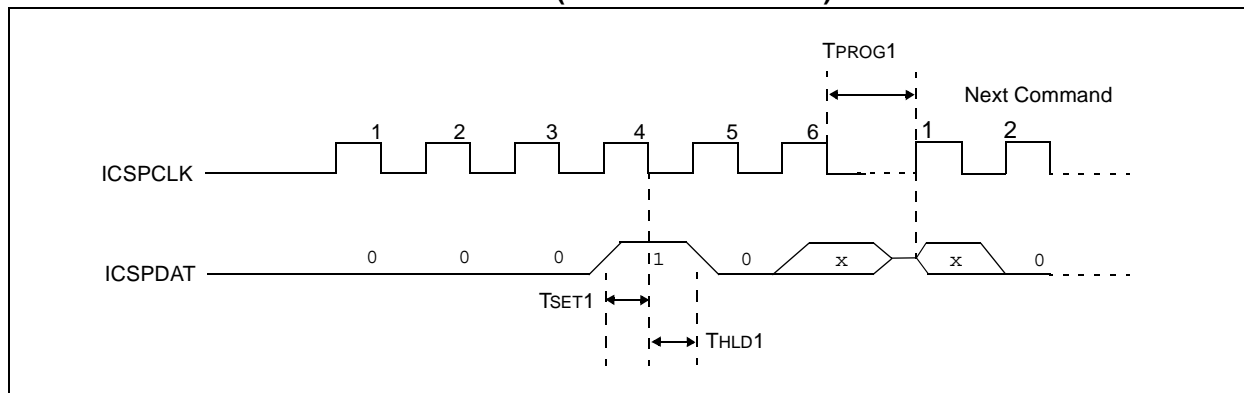 TPROG1
Next Command
1 2 3 4 5 6 1 2
ICSPCLK
0 0 0 1 0 x x 0
ICSPDAT
TSET1
THLD1